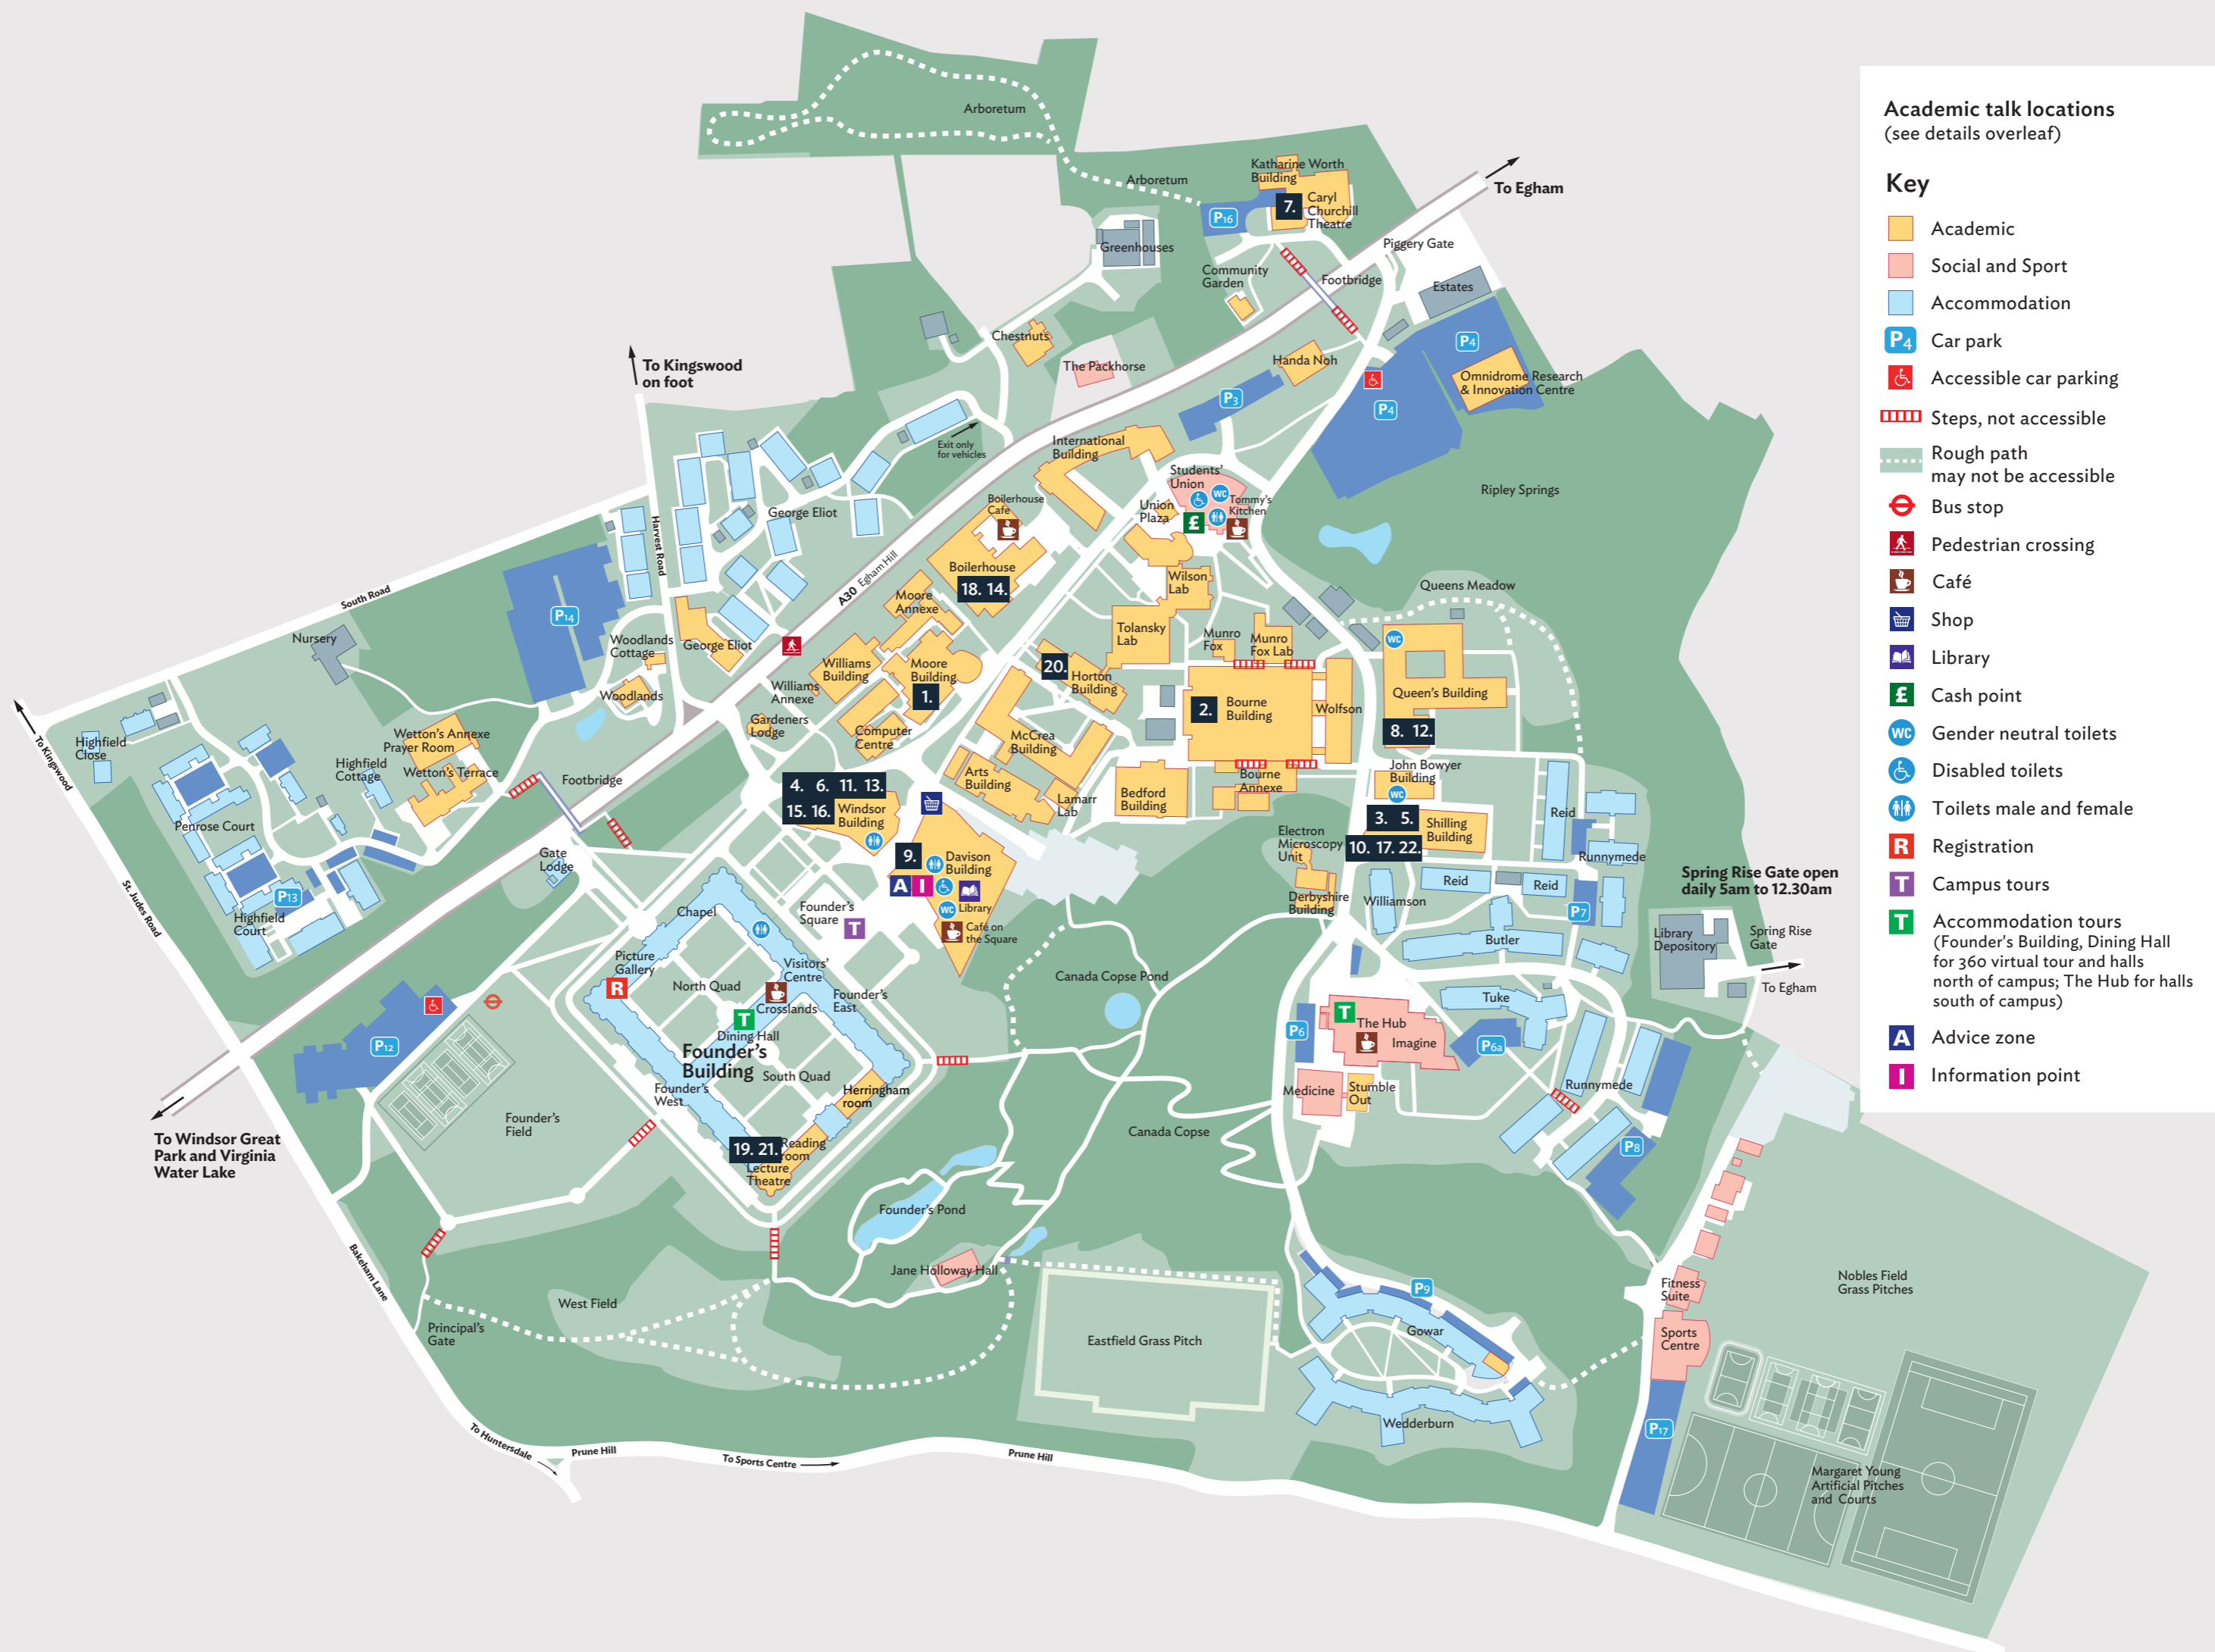 Arboretum
Arboretum
Katharine Worth
Building
7.
Caryl
Churchill
Theatre
P16
To Egham
Greenhouses
Piggery Gate
Community
Garden
Footbridge
Estates
Chestnuts
The Packhorse
Handa Noh
P4
Omnidrome Research
& Innovation Centre
P3
P4
To Kingswood
on foot
Exit only
for vehicles
International
Building
Students'
Union
WC
Tommy's
Kitchen
Union
Plaza
£
Ripley Springs
Boilerhouse
Cafe
George Eliot
Harvest Road
A30 Egham Hill
Boilerhouse
18. 14.
Wilson
Lab
Queens Meadow
South Road
P14
Moore
Annexe
Tolansky
Lab
Munro
Fox
Munro
Fox Lab
WC
Nursery
Woodlands
Cottage
George Eliot
Williams
Building
Moore
Building
1.
20.
Horton
Building
Woodlands
Williams
Annexe
Queen's Building
2.
Bourne
Building
Wolfson
8. 12.
Gardeners
Lodge
Computer
Centre
McCrea
Building
To Kingswood
Highfield
Close
Wetton's Annexe
Prayer Room
Wetton's Terrace
Highfield
Cottage
Footbridge
Arts
Building
Lamarr
Lab
Bedford
Building
Bourne
Annexe
John Bowyer
Building
WC
4. 6. 11. 13.
15. 16.
Windsor
Building
Penrose Court
3. 5.
10. 17. 22.
Shilling
Building
Reid
Runnymede
Electron
Microscopy
Unit
Gate
Lodge
9.
Davison
Building
A
I
WC
Library
Café on
the Square
Spring Rise Gate open
daily 5am to 12.30am
P13
Highfield
Court
St. Judes Road
Chapel
Founder's
Square
T
Derbyshire
Building
Williamson
Reid
Reid
P7
Butler
Library
Depository
Spring Rise
Gate
To Egham
Picture
Gallery
R
North Quad
Visitors'
Centre
Crosslands
Founder's
East
T
Dining Hall
Founder's
Building
South Quad
Founder's
West
Herringham
room
Canada Copse Pond
Tuke
P6
T
The Hub
Imagine
P6a
Medicine
Stumble
Out
Runnymede
P8
P12
To Windsor Great
Park and Virginia
Water Lake
Founder's
Field
19. 21.
Reading
room
Lecture
Theatre
Canada Copse
Founder's Pond
Jane Holloway Hall
Bakeham Lane
West Field
Principal's
Gate
Eastfield Grass Pitch
P9
Gowar
Wedderburn
Fitness
Suite
Sports
Centre
Nobles Field
Grass Pitches
P17
Margaret Young
Artificial Pitches
and Courts
To Huntersdale
Prune Hill
To Sports Centre
Prune Hill
Academic talk locations
(see details overleaf)
Key
Academic
Social and Sport
Accommodation
P4 Car park
Accessible car parking
Steps, not accessible
Rough path
may not be accessible
Bus stop
Pedestrian crossing
Café
Shop
Library
£ Cash point
WC Gender neutral toilets
Disabled toilets
Toilets male and female
R Registration
T Campus tours
T Accommodation tours
(Founder's Building, Dining Hall
for 360 virtual tour and halls
north of campus; The Hub for halls
south of campus)
A Advice zone
I Information point